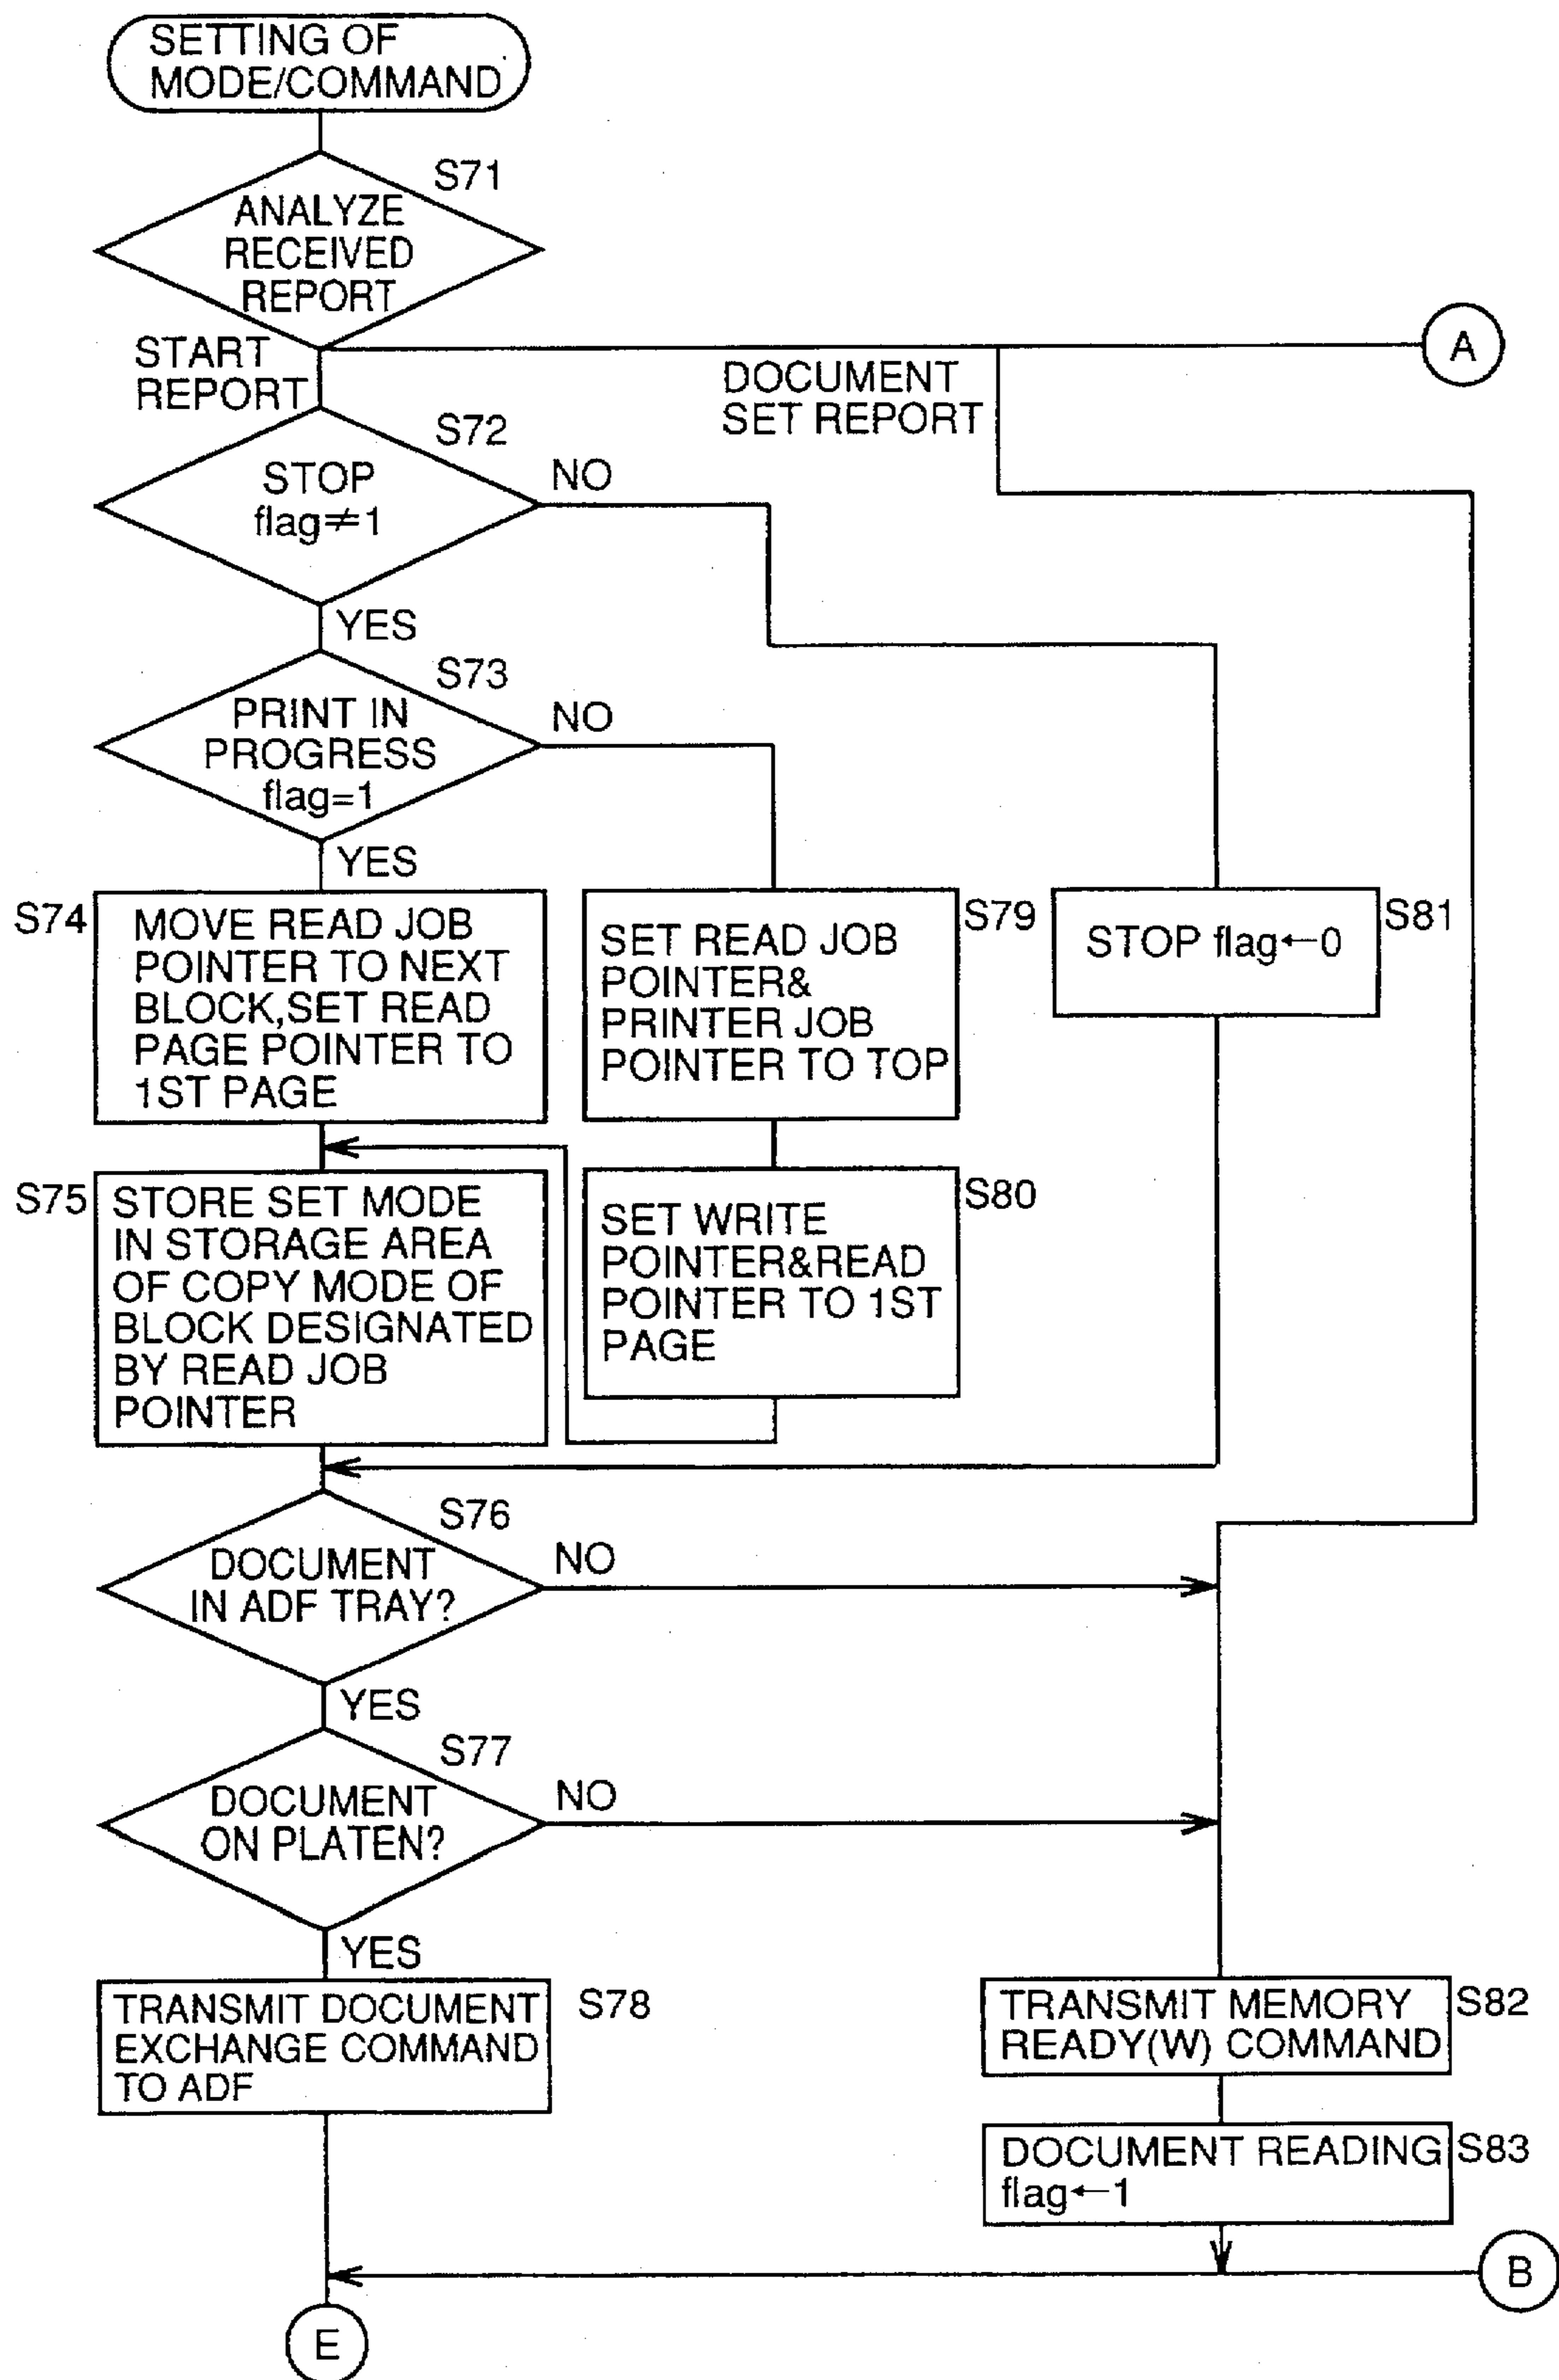 SETTING OF
MODE/COMMAND
S71
ANALYZE
RECEIVED
REPORT
START
REPORT
DOCUMENT
SET REPORT
A
S72
STOP
flag≠1
NO
YES
S73
PRINT IN
PROGRESS
flag=1
NO
YES
S74
MOVE READ JOB
POINTER TO NEXT
BLOCK,SET READ
PAGE POINTER TO
1ST PAGE
S79
SET READ JOB
POINTER&
PRINTER JOB
POINTER TO TOP
S81
STOP flag←0
S75
STORE SET MODE
IN STORAGE AREA
OF COPY MODE OF
BLOCK DESIGNATED
BY READ JOB
POINTER
S80
SET WRITE
POINTER&READ
POINTER TO 1ST
PAGE
S76
DOCUMENT
IN ADF TRAY?
NO
YES
S77
DOCUMENT
ON PLATEN?
NO
YES
TRANSMIT DOCUMENT
EXCHANGE COMMAND
TO ADF
S78
TRANSMIT MEMORY
READY(W) COMMAND
S82
DOCUMENT READING
flag←1
S83
B
E